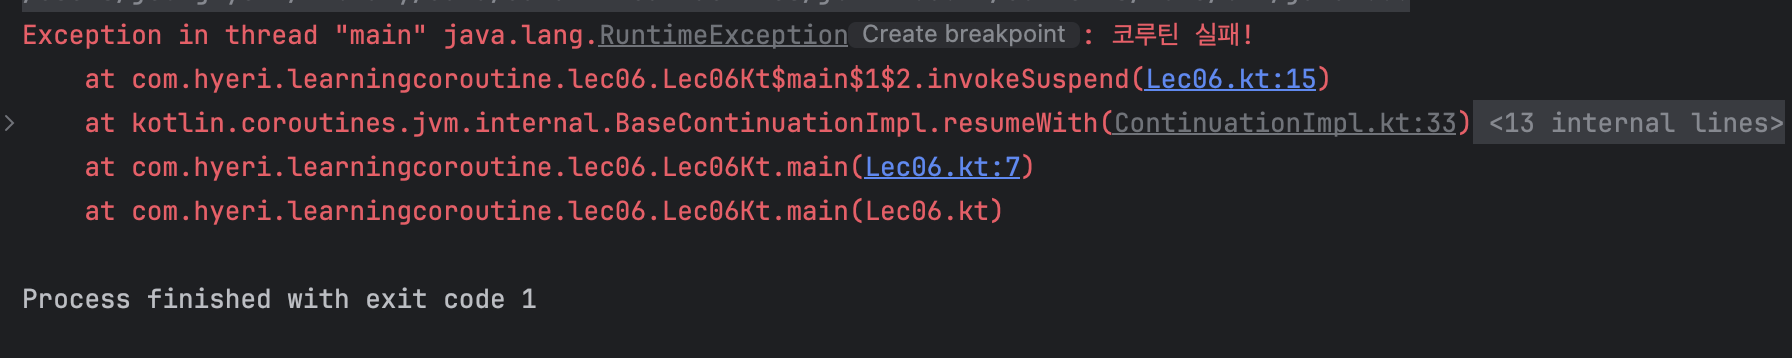 Exception in thread "main" java.lang.RuntimeException Create breakpoint : 코루틴 실패!
at com.hyeri.learningcoroutine.lec06.Lec06Kt$main$1$2.invokeSuspend(Lec06.kt:15)
at kotlin.coroutines.jvm.internal.BaseContinuationImpl.resumeWith(ContinuationImpl.kt:33) <13 internal lines>
at com.hyeri.learningcoroutine.lec06.Lec06Kt.main(Lec06.kt:7)
at com.hyeri.learningcoroutine.lec06.Lec06Kt.main(Lec06.kt)
Process finished with exit code 1